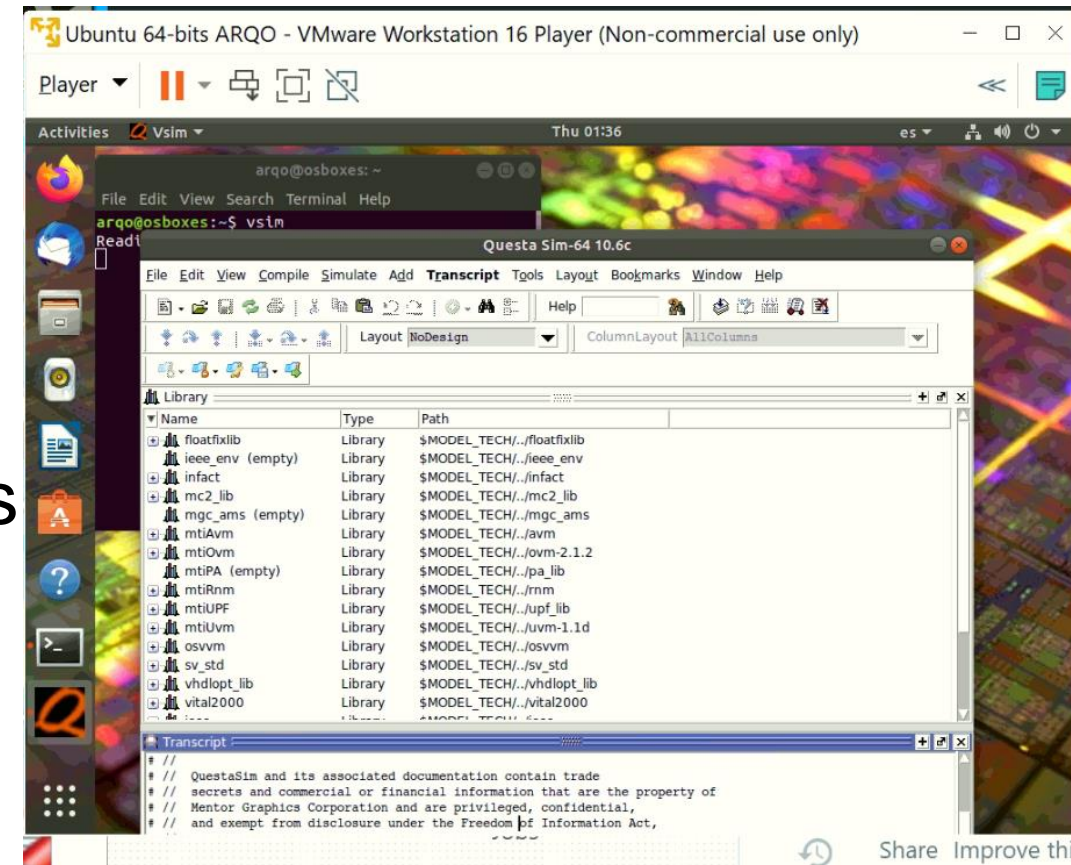 Ubuntu 64-bits ARQO - VMware Workstation 16 Player (Non-commercial use only)
Player
Activities Vsim Thu 01:36 es
arqo@osboxes: ~
File Edit View Search Terminal Help
arqo@osboxes:~$ vsim
Readi
Questa Sim-64 10.6c
File Edit View Compile Simulate Add Transcript Tools Layout Bookmarks Window Help
Help
Layout NoDesign ColumnLayout AllColumns
Library
Name Type Path
floatfixlib Library $MODEL_TECH/../floatfixlib
ieee_env (empty) Library $MODEL_TECH/../ieee_env
infact Library $MODEL_TECH/../infact
mc2_lib Library $MODEL_TECH/../mc2_lib
s
mgc_ams (empty) Library $MODEL_TECH/../mgc_ams
mtiAvm Library $MODEL_TECH/../avm
mtiOvm Library $MODEL_TECH/../ovm-2.1.2
mtiPA (empty) Library $MODEL_TECH/../pa_lib
mtiRnm Library $MODEL_TECH/../rnm
mtiUPF Library $MODEL_TECH/../upf_lib
mtiUvm Library $MODEL_TECH/../uvm-1.1d
osvvm Library $MODEL_TECH/../osvvm
sv_std Library $MODEL_TECH/../sv_std
vhdlopt_lib Library $MODEL_TECH/../vhdlopt_lib
vital2000 Library $MODEL_TECH/../vital2000
Transcript
# //
# // QuestaSim and its associated documentation contain trade
# // secrets and commercial or financial information that are the property of
# // Mentor Graphics Corporation and are privileged, confidential,
# // and exempt from disclosure under the Freedom of Information Act,
Share Improve thi